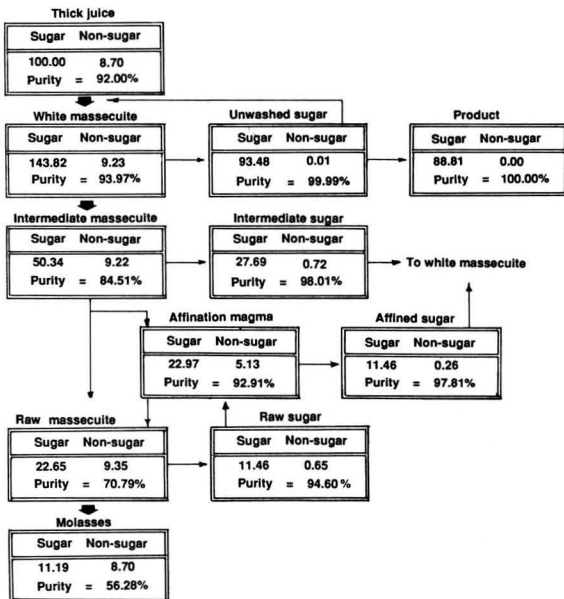 Thick juice
Sugar Non-sugar
100.00 8.70
Purity = 92.00%
White massecuite
Sugar Non-sugar
143.82 9.23
Purity = 93.97%
Unwashed sugar
Sugar Non-sugar
93.48 0.01
Purity = 99.99%
Product
Sugar Non-sugar
88.81 0.00
Purity = 100.00%
Intermediate massecuite
Sugar Non-sugar
50.34 9.22
Purity = 84.51%
Intermediate sugar
Sugar Non-sugar
27.69 0.72
Purity = 98.01%
To white massecuite
Affination magma
Sugar Non-sugar
22.97 5.13
Purity = 92.91%
Affined sugar
Sugar Non-sugar
11.46 0.26
Purity = 97.81%
Raw massecuite
Sugar Non-sugar
22.65 9.35
Purity = 70.79%
Raw sugar
Sugar Non-sugar
11.46 0.65
Purity = 94.60%
Molasses
Sugar Non-sugar
11.19 8.70
Purity = 56.28%